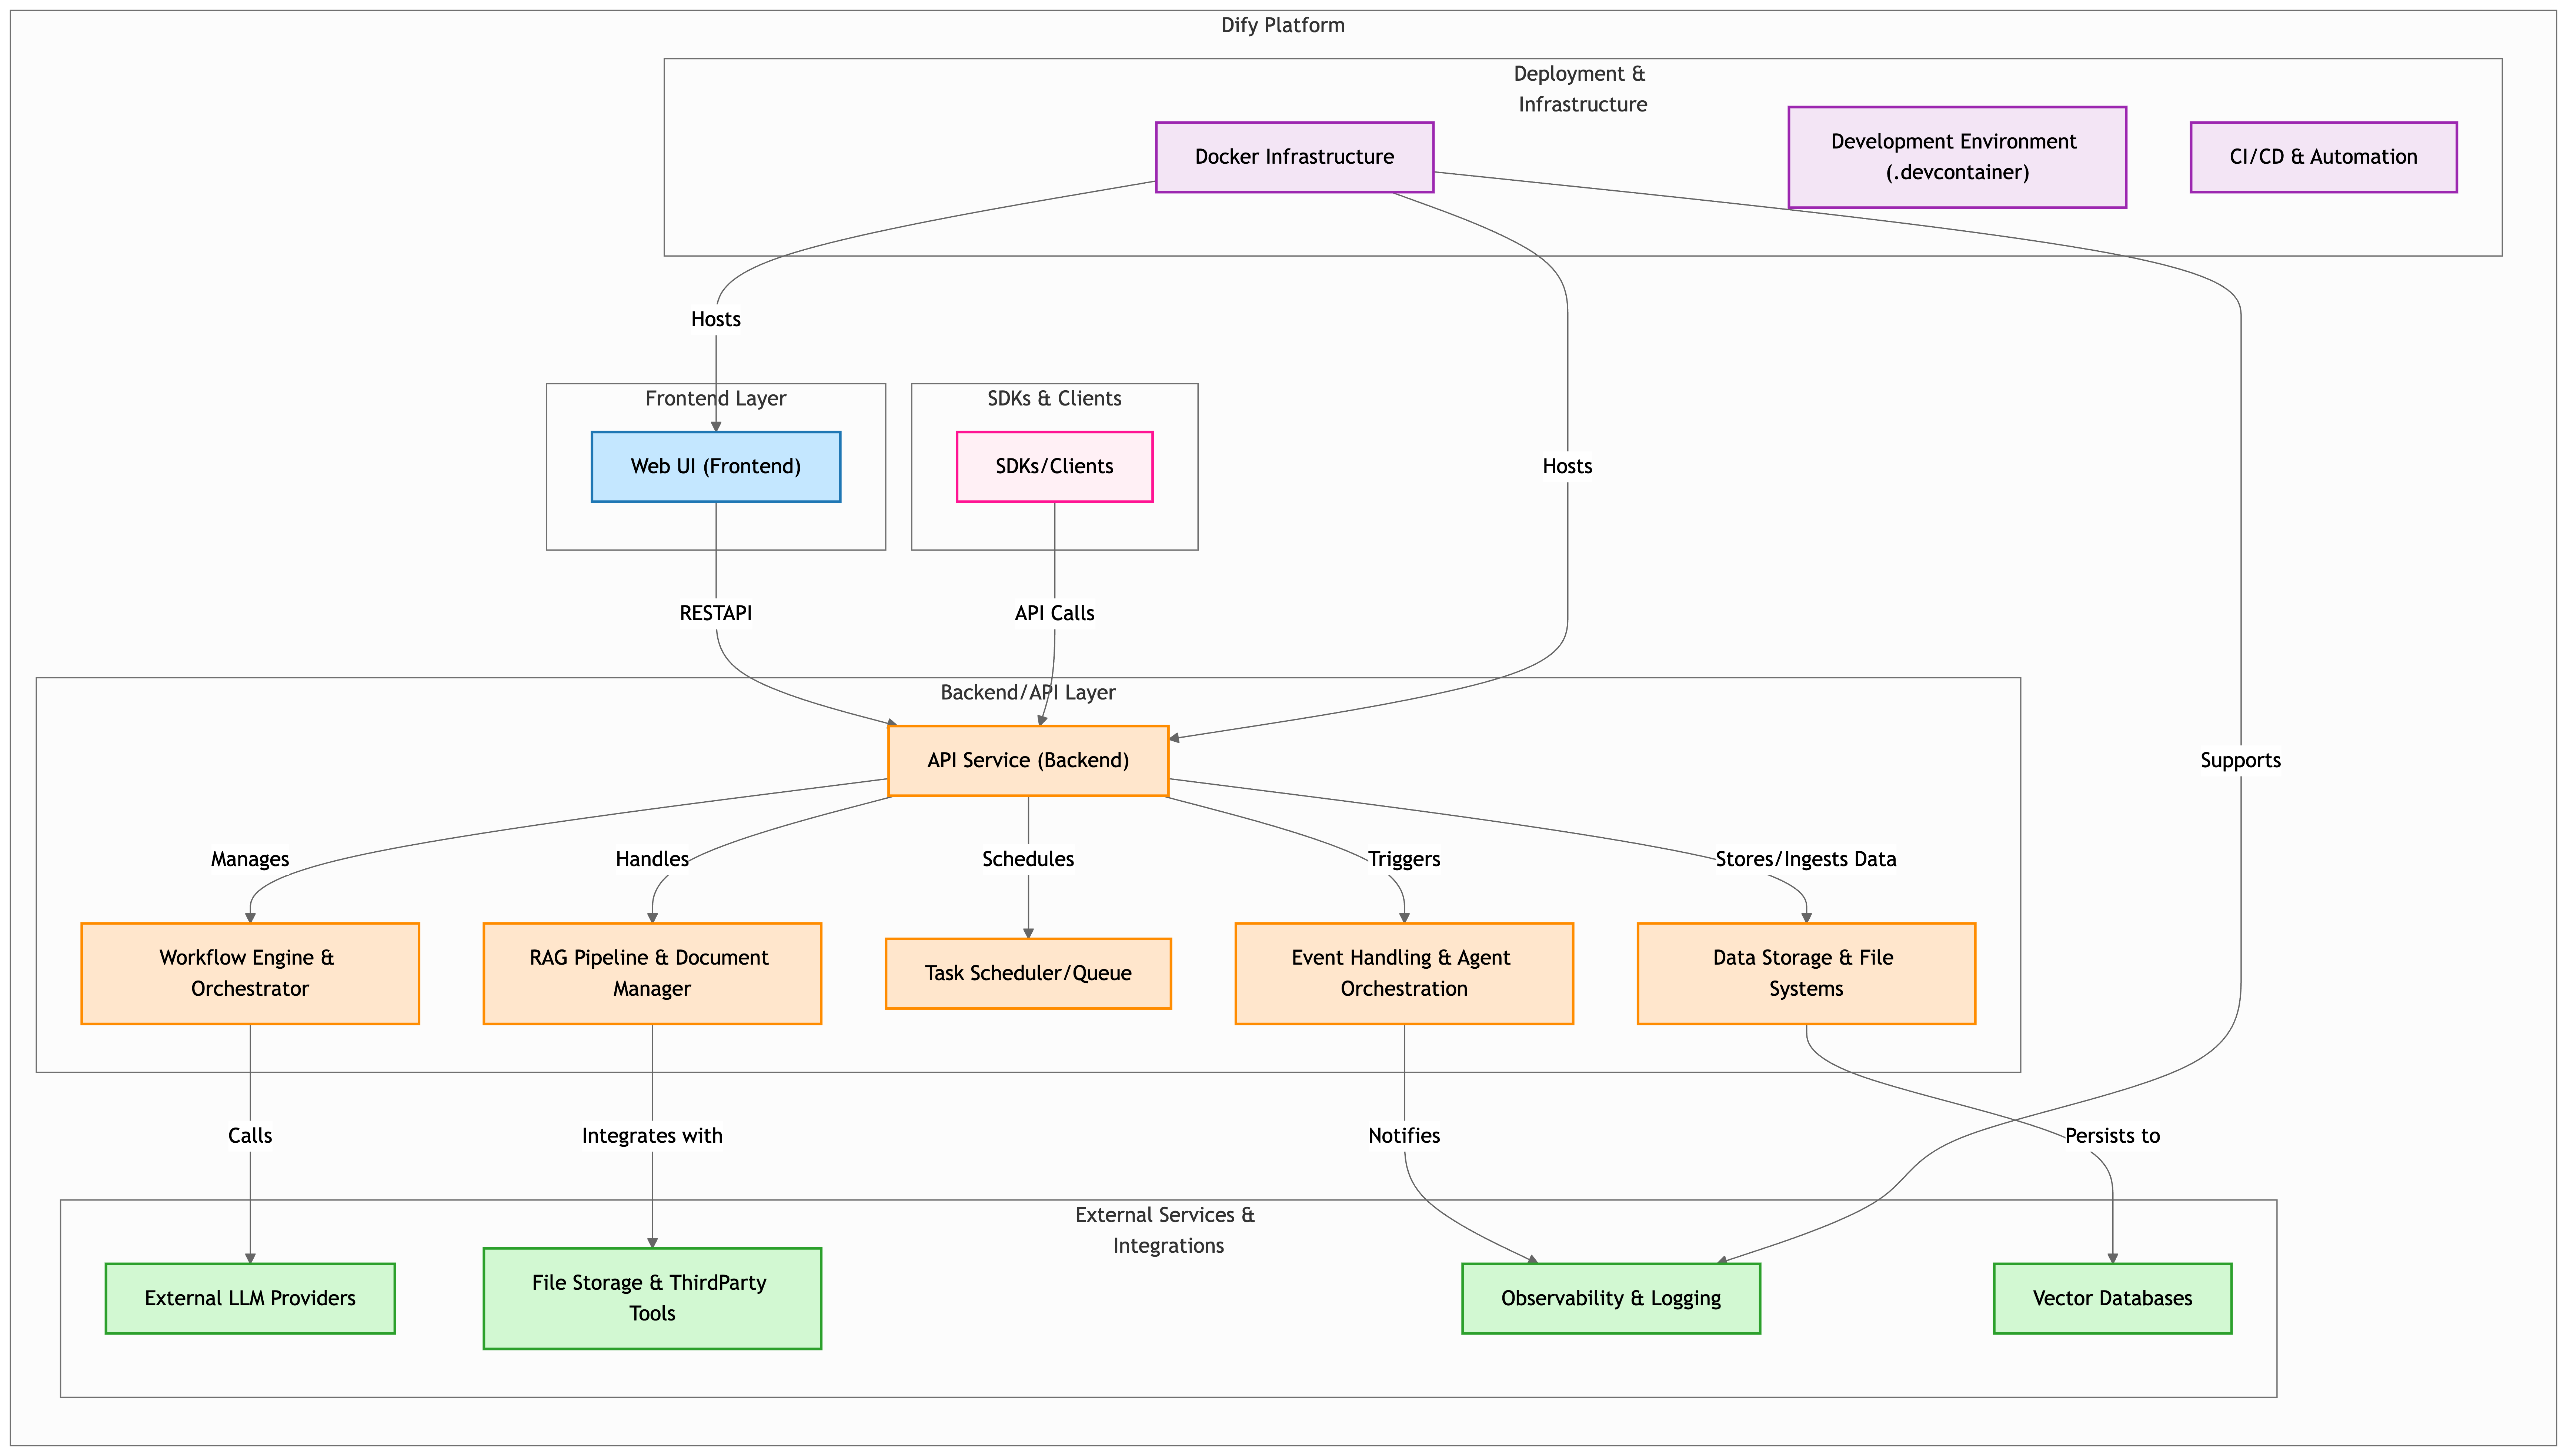 Dify Platform
Deployment &
Infrastructure
Docker Infrastructure
Development Environment
(.devcontainer)
CI/CD & Automation
Hosts
Frontend Layer
SDKs & Clients
Web UI (Frontend)
SDKs/Clients
Hosts
RESTAPI
API Calls
Backend/API Layer
API Service (Backend)
Supports
Manages
Handles
Schedules
Triggers
Stores/Ingests Data
Workflow Engine &
Orchestrator
RAG Pipeline & Document
Manager
Task Scheduler/Queue
Event Handling & Agent
Orchestration
Data Storage & File
Systems
Calls
Integrates with
Notifies
Persists to
External Services &
Integrations
External LLM Providers
File Storage & ThirdParty
Tools
Observability & Logging
Vector Databases